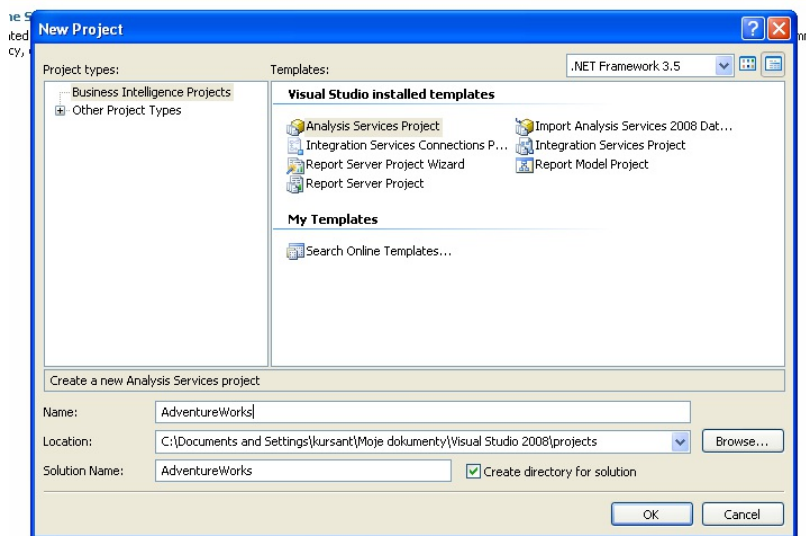 New Project
Project types:
Templates:
.NET Framework 3.5
Business Intelligence Projects
Other Project Types
Visual Studio installed templates
Analysis Services Project
Import Analysis Services 2008 Dat...
Integration Services Connections P...
Integration Services Project
Report Server Project Wizard
Report Model Project
Report Server Project
My Templates
Search Online Templates...
Create a new Analysis Services project
Name:
AdventureWorks
Location:
C:\Documents and Settings\kursant\Moje dokumenty\Visual Studio 2008\projects
Browse...
Solution Name:
AdventureWorks
Create directory for solution
OK
Cancel